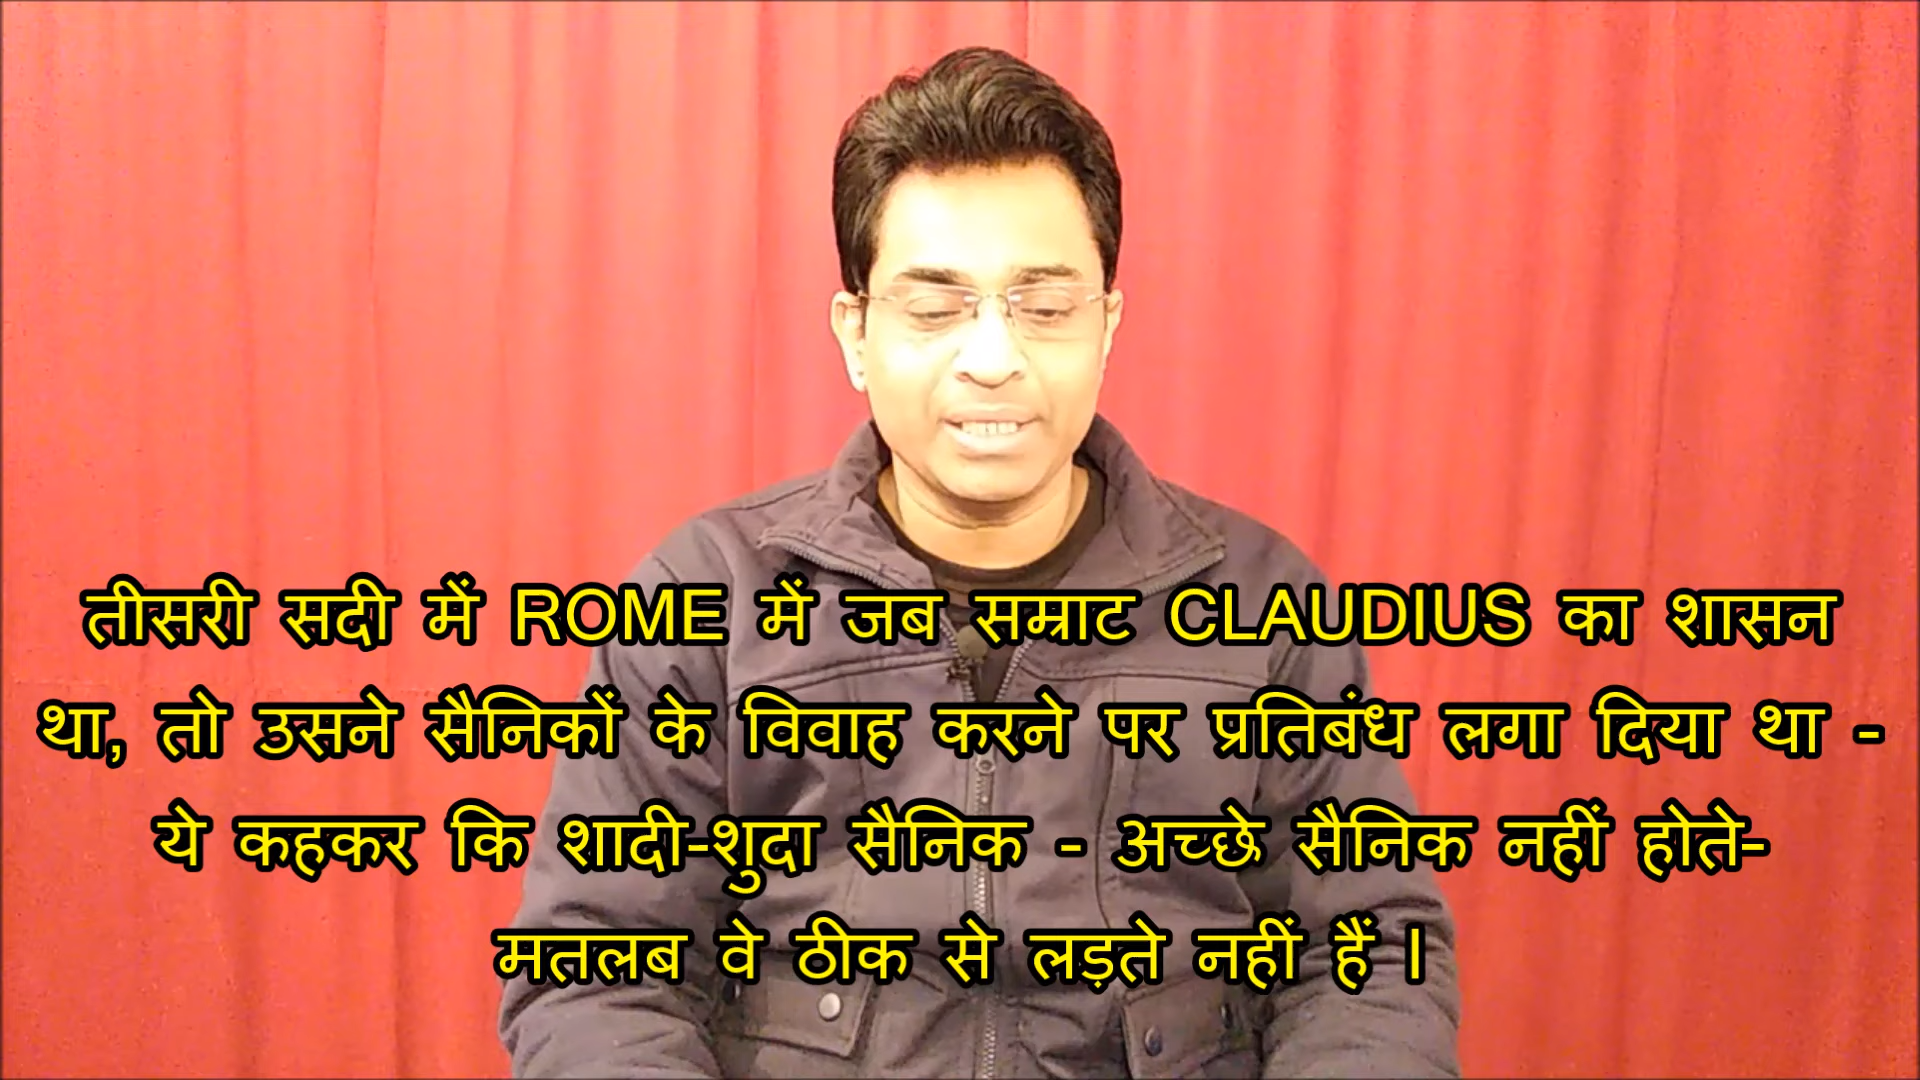 तीसरी सदी में ROME में जब सम्राट CLAUDIUS का शासन
था, तो उसने सैनिकों के विवाह करने पर प्रतिबंध लगा दिया था -
ये कहकर कि शादी-शुदा सैनिक - अच्छे सैनिक नहीं होते-
मतलब वे ठीक से लड़ते नहीं हैं ।